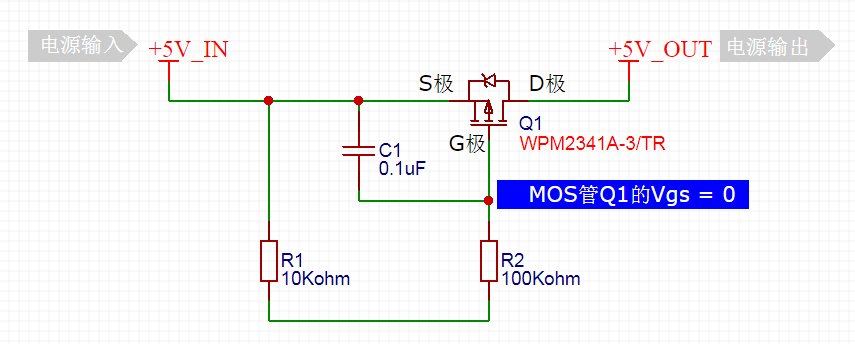 电源输入
+5V_IN
+5V_OUT
电源输出
S极
D极
Q1
G极
WPM2341A-3/TR
C1
0.1uF
MOS管Q1的Vgs = 0
R1
10Kohm
R2
100Kohm